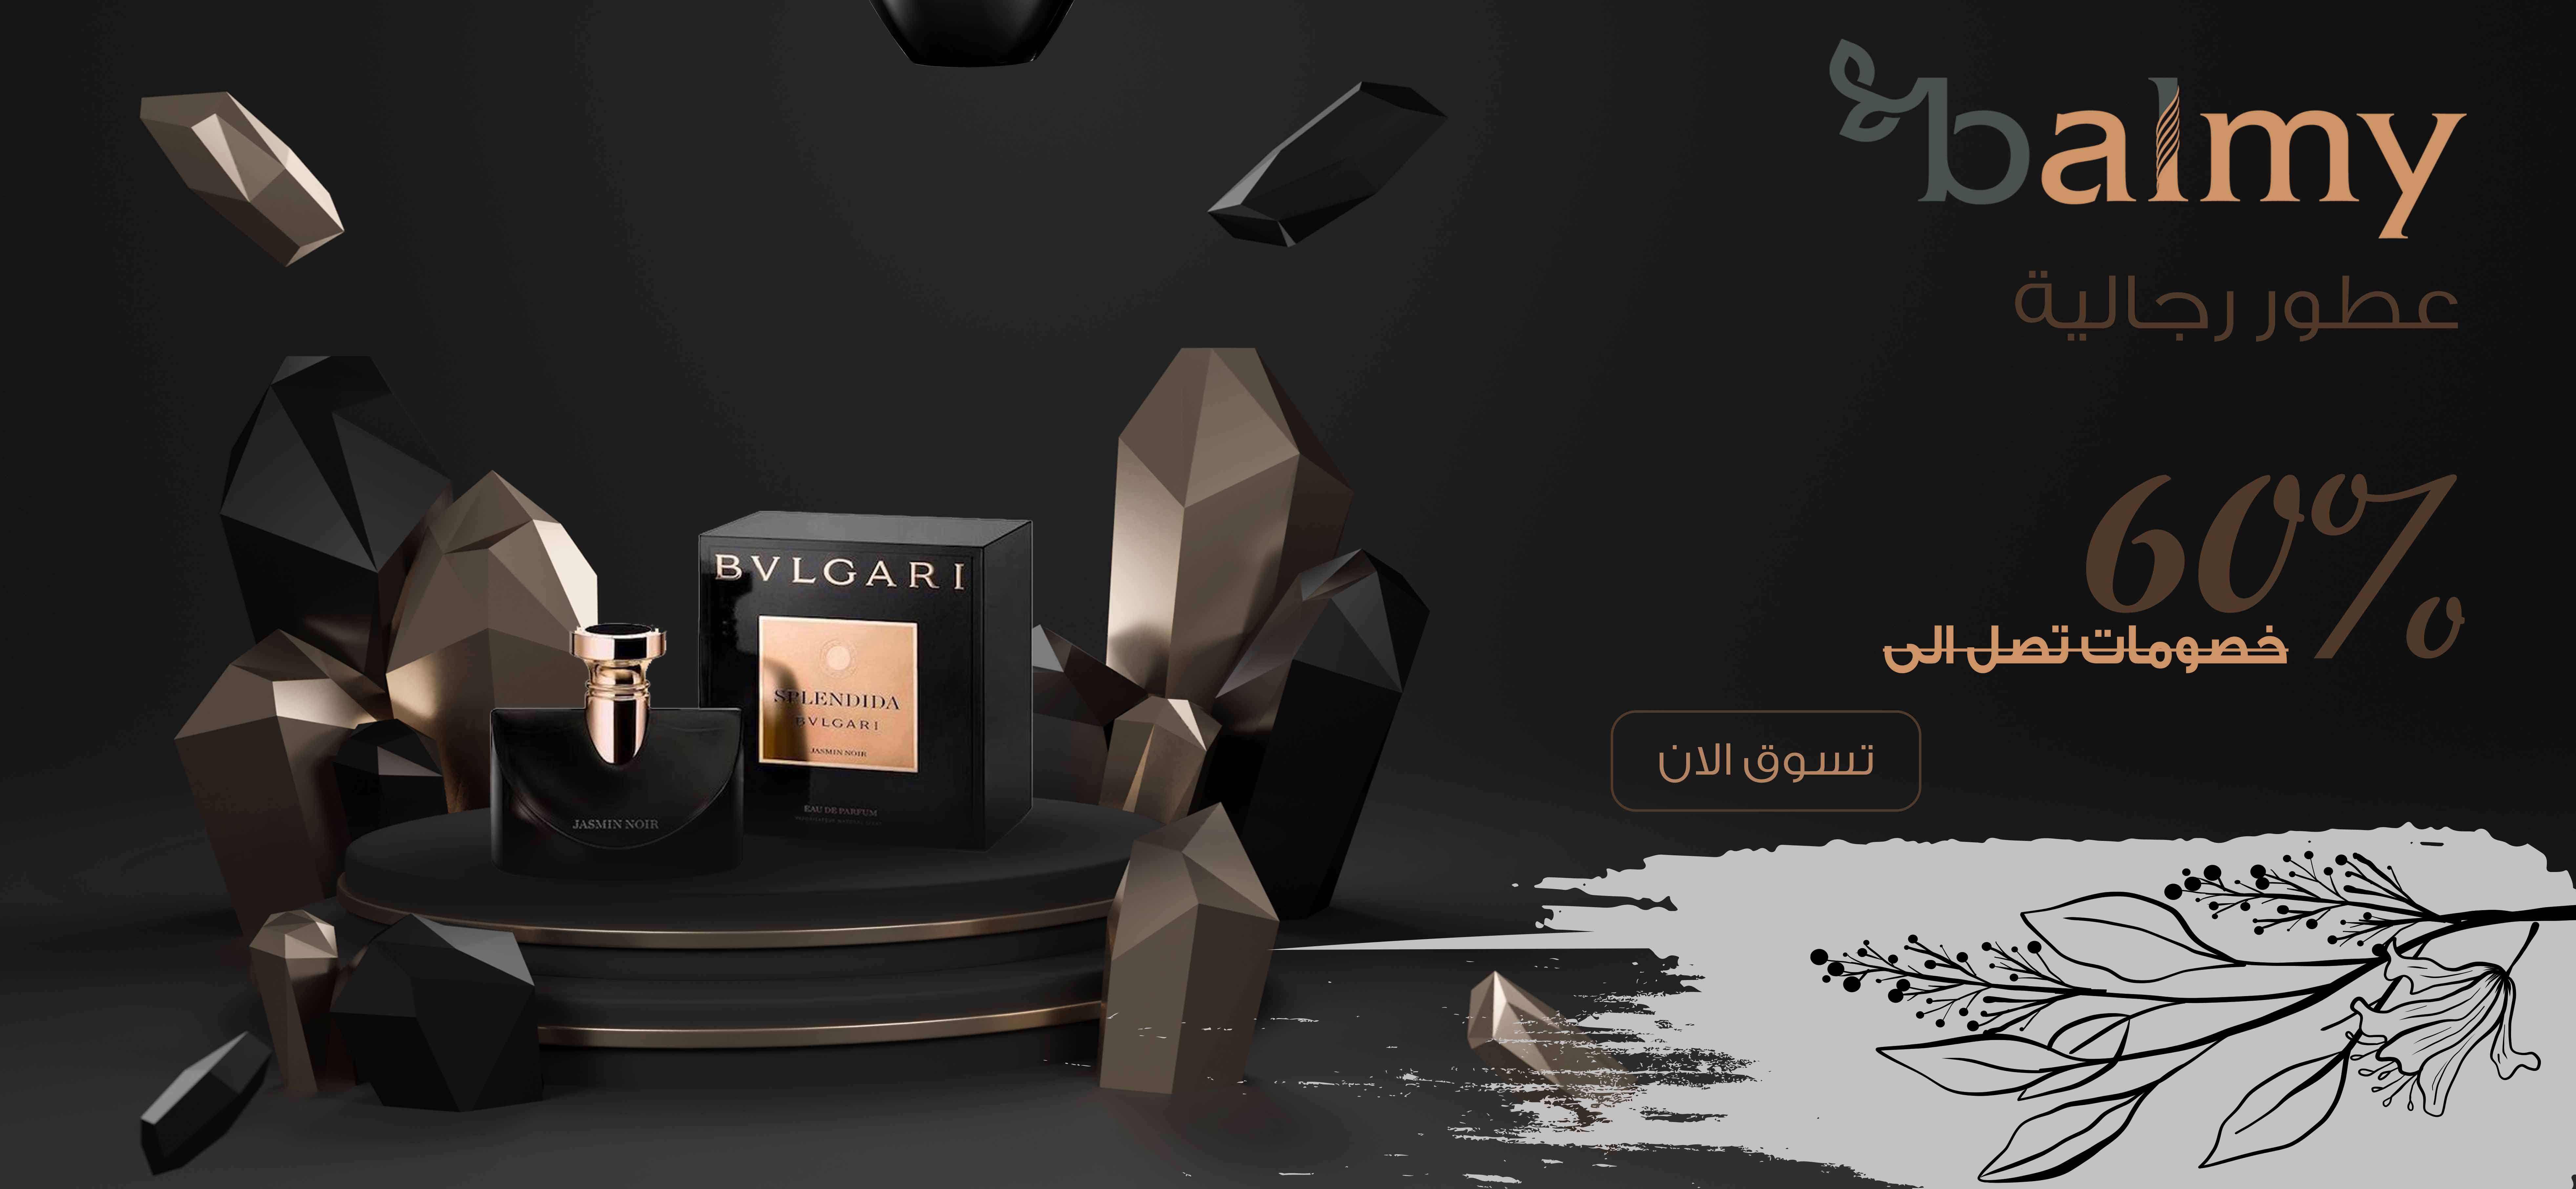 balmy
عطور رجالية
60%
خصومات تصل الى
تسوق الان
BVLGARI
SPLENDIDA
BVLGARI
JASMIN NOIR
EAU DE PARFUM
JASMIN NOIR